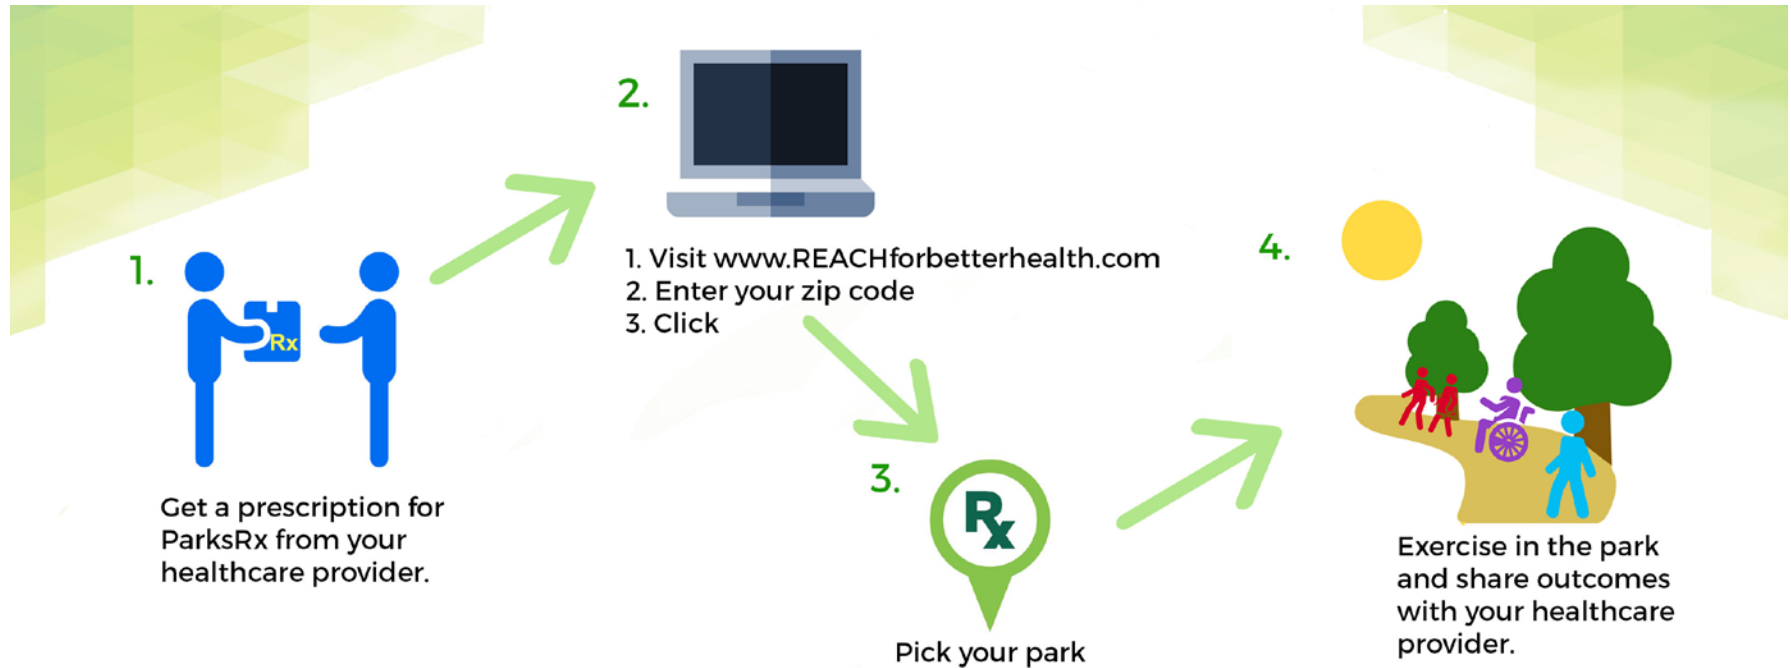 1.
Rx
Get a prescription for
ParksRx from your
healthcare provider.
2.
1. Visit www.REACHforbetterhealth.com
2. Enter your zip code
3. Click
3.
Rx
Pick your park
4.
Exercise in the park
and share outcomes
with your healthcare
provider.